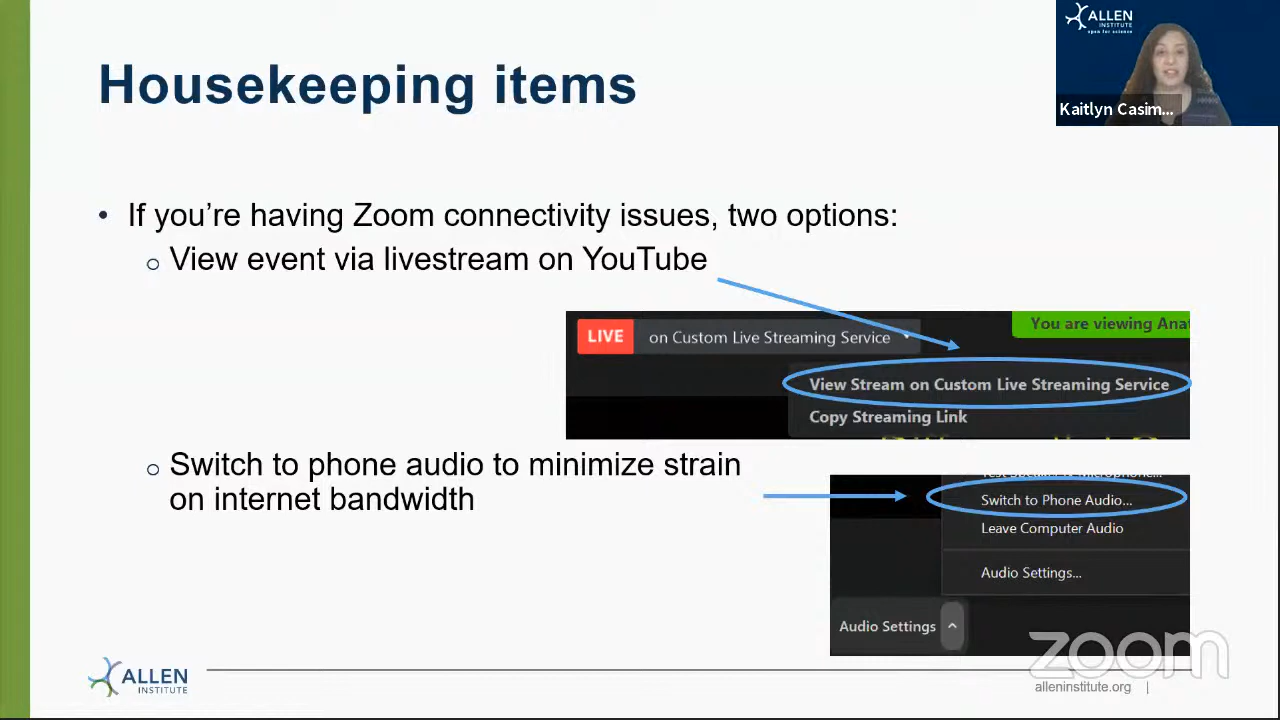 Housekeeping items
ALLEN
INSTITUTE
open for science
Kaitlyn Casim...
• If you’re having Zoom connectivity issues, two options:
o View event via livestream on YouTube
LIVE on Custom Live Streaming Service
You are viewing Anat
View Stream on Custom Live Streaming Service
Copy Streaming Link
o Switch to phone audio to minimize strain
on internet bandwidth
Switch to Phone Audio...
Leave Computer Audio
Audio Settings...
Audio Settings
zoom
ALLEN
INSTITUTE
alleninstitute.org |